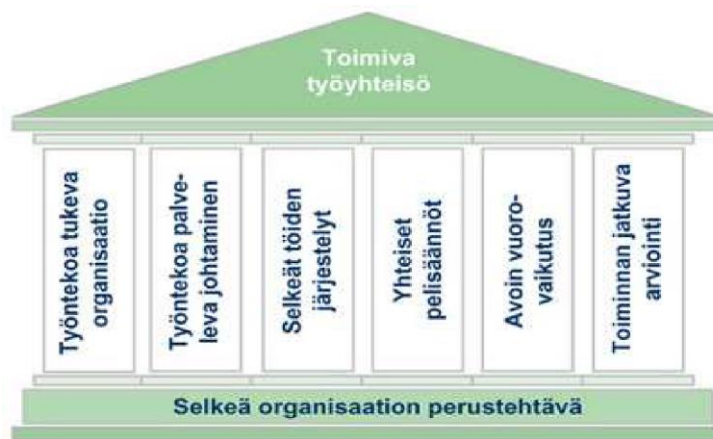 Toimiva
työyhteisö
Työntekoa tukeva
organisaatio
Työntekoa palve-
leva johtaminen
Selkeät töiden
järjestelyt
Yhteiset
pelisäännöt
Avoin vuoro-
vaikutus
Toiminnan jatkuva
arviointi
Selkeä organisaation perustehtävä